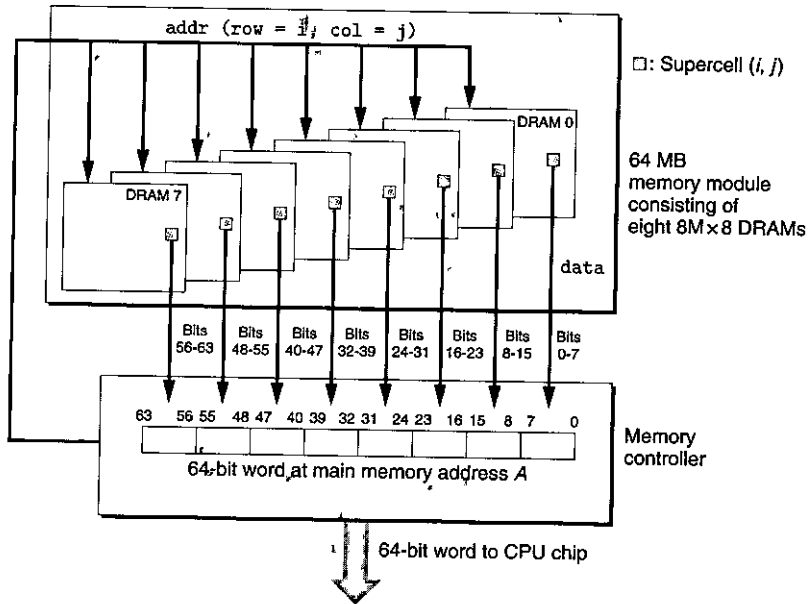 addr (row = i, col = j)
: Supercell (i, j)
DRAM 0
64 MB
memory module
consisting of
eight 8M×8 DRAMs
DRAM 7
data
Bits 56-63
Bits 48-55
Bits 40-47
Bits 32-39
Bits 24-31
Bits 16-23
Bits 8-15
Bits 0-7
63 56 55 48 47 40 39 32 31 24 23 16 15 8 7 0
64-bit word at main memory address A
Memory
controller
64-bit word to CPU chip